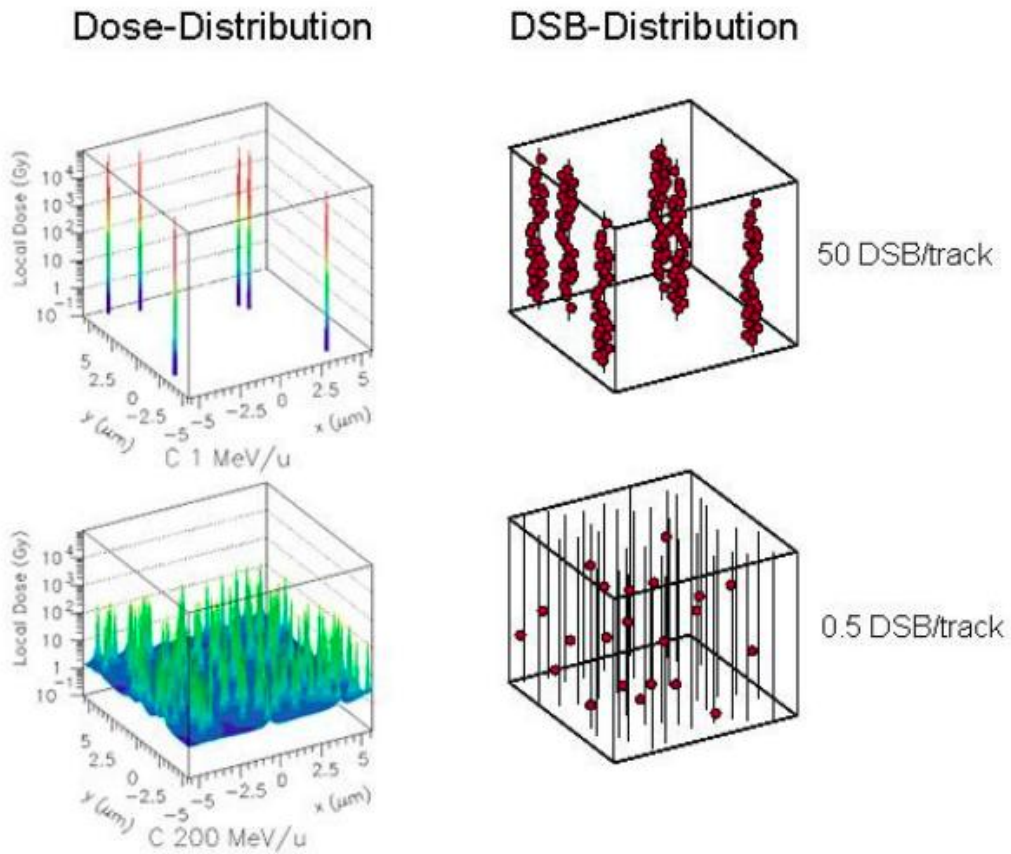 Dose-Distribution
DSB-Distribution
Local Dose (Gy)
10⁴
10³
10²
10
1
10⁻¹
5
2.5
0
−2.5
−5
y (μm)
−5
−2.5
0
2.5
5
x (μm)
C 1 MeV/u
50 DSB/track
Local Dose (Gy)
10⁴
10³
10²
10
1
10⁻¹
5
2.5
0
−2.5
−5
y (μm)
−5
−2.5
0
2.5
5
x (μm)
C 200 MeV/u
0.5 DSB/track